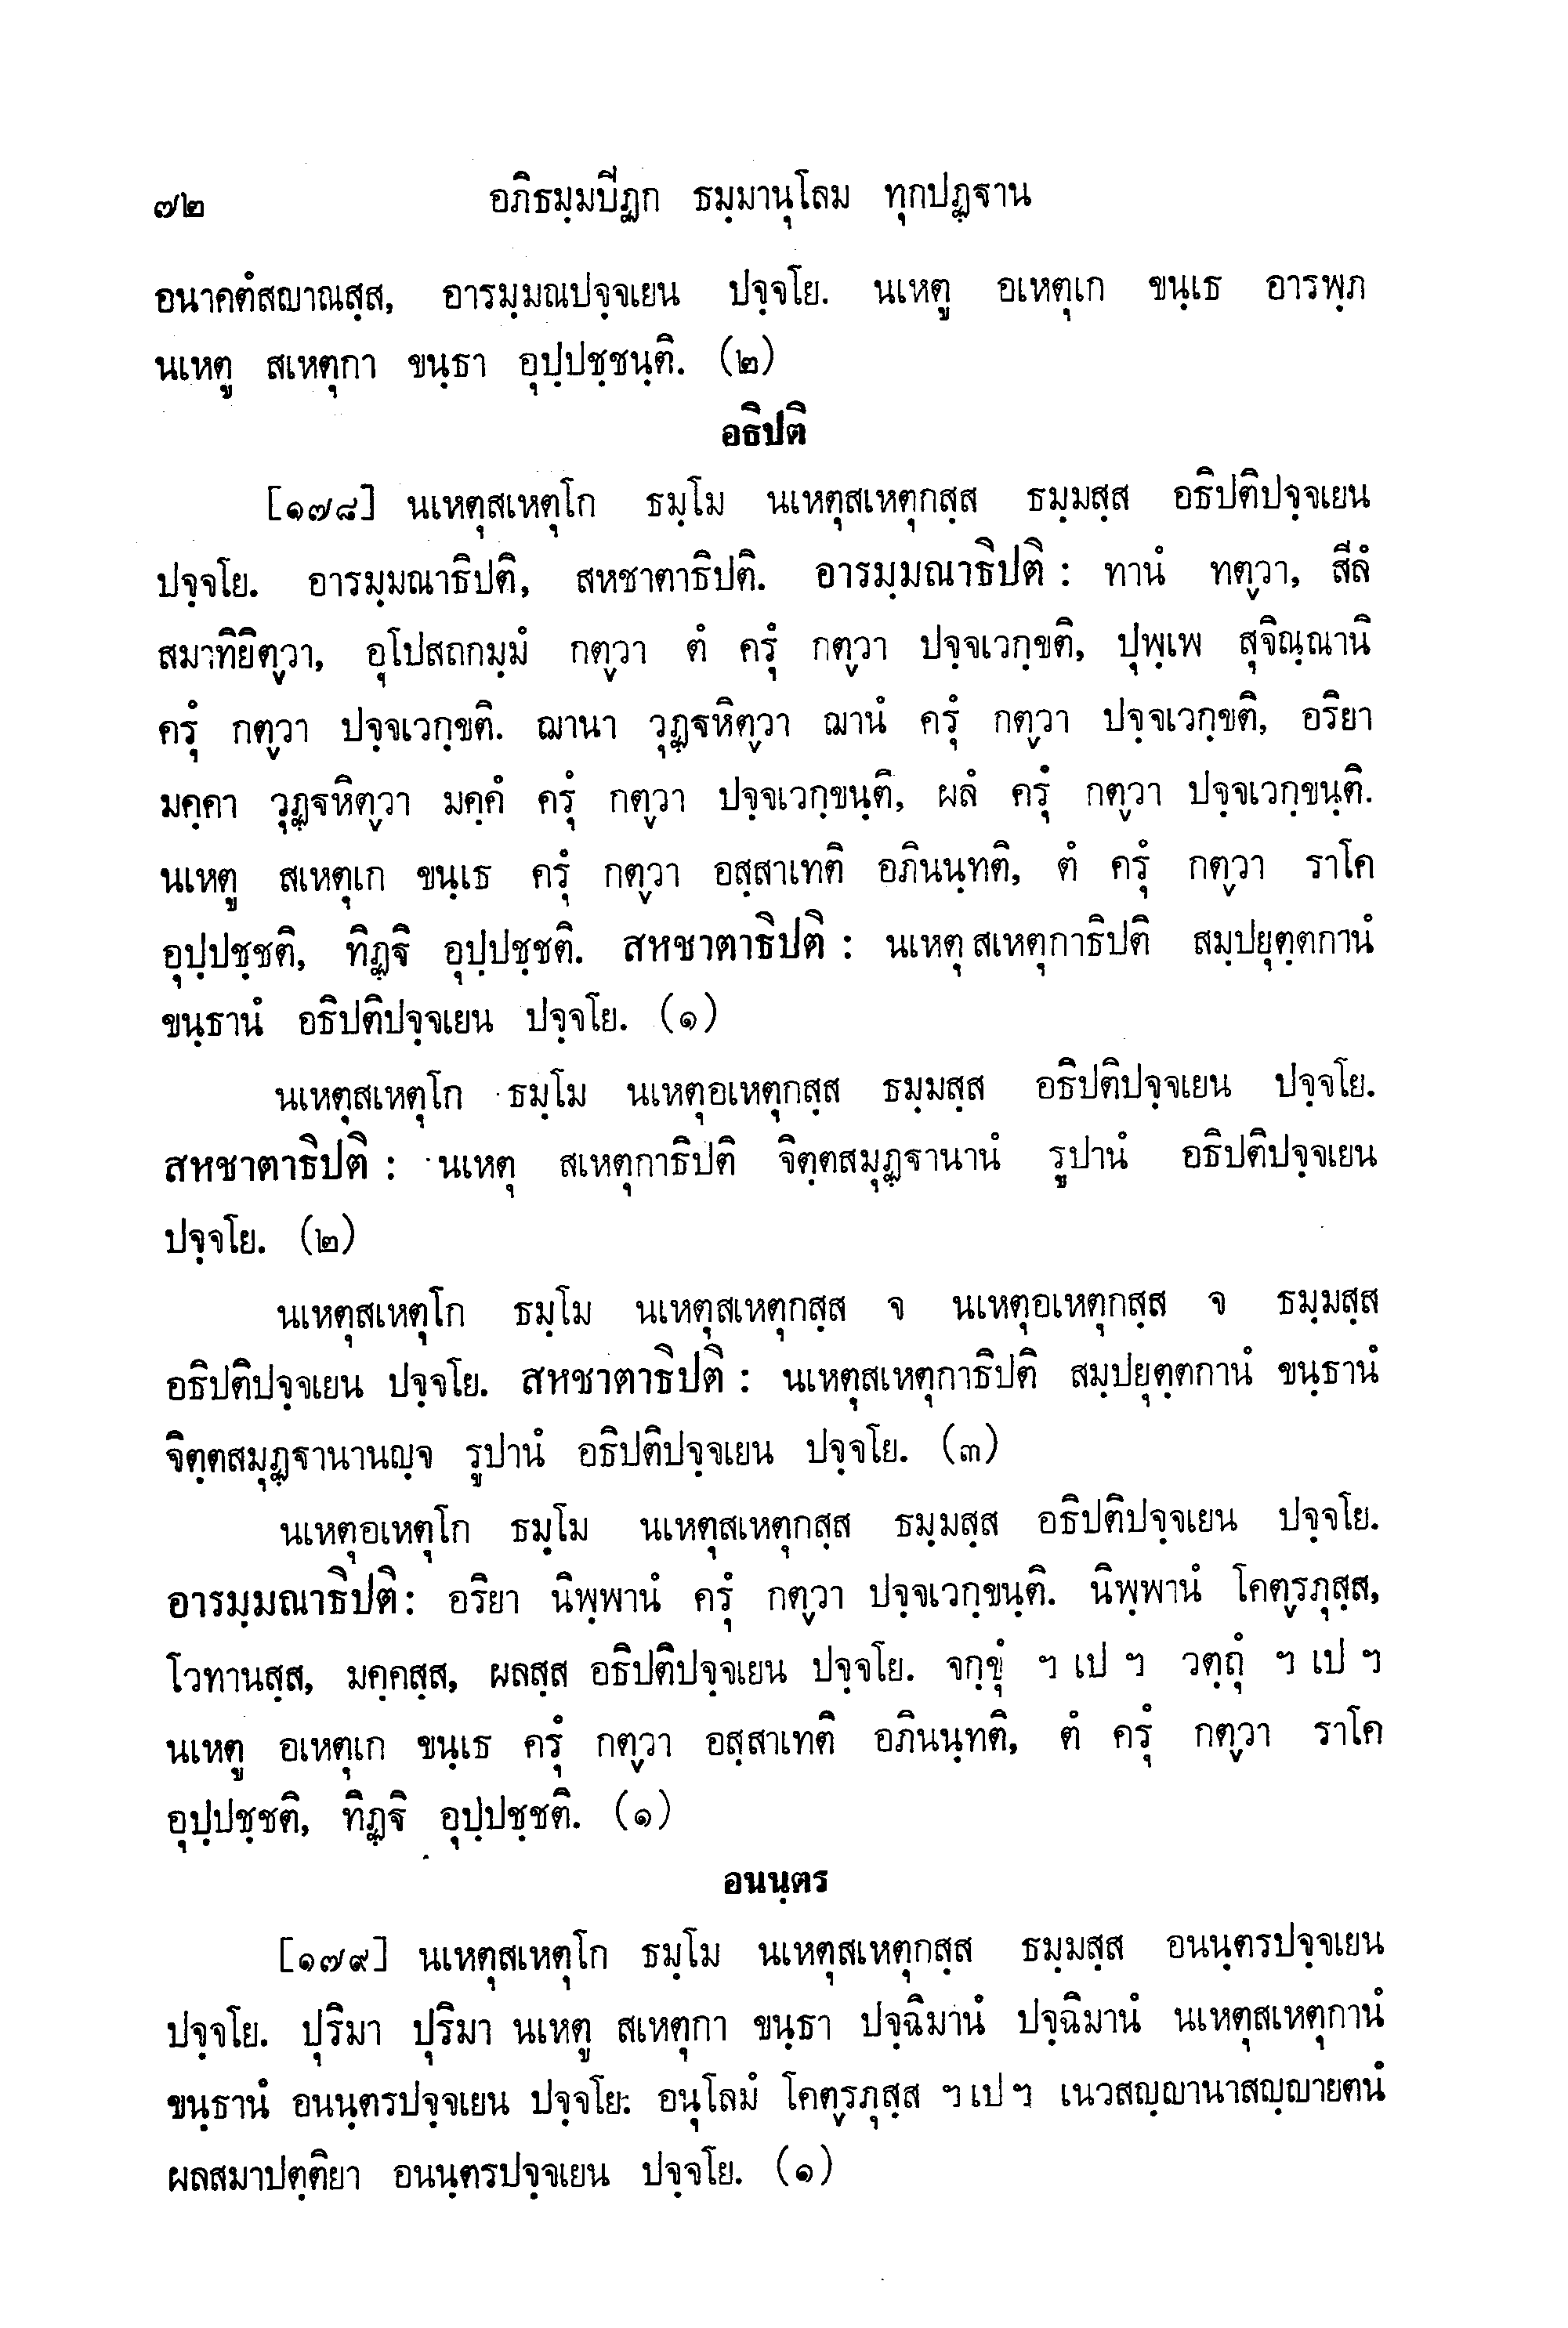 ๗๒ อภิธมฺมปีฏก ธมฺมานุโลม ทุกปฏฺฐาน
อนาคตํสญาณสฺส, อารมฺมณปจฺจเยน ปจฺจโย. นเหตู อเหตุเก ขนฺเธ อารพฺภ
นเหตู สเหตุกา ขนฺธา อุปฺปชฺชนฺติ. (๒)
อธิปติ
[๑๗๘] นเหตุสเหตุโก ธมฺโม นเหตุสเหตุกสฺส ธมฺมสฺส อธิปติปจฺจเยน
ปจฺจโย. อารมฺมณาธิปติ, สหชาตาธิปติ. อารมฺมณาธิปติ : ทานํ ทตฺวา, สีลํ
สมาทิยิตฺวา, อุโปสถกมฺมํ กตฺวา ตํ ครุํ กตฺวา ปจฺจเวกฺขติ, ปุพฺเพ สุจิณฺณานิ
ครุํ กตฺวา ปจฺจเวกฺขติ. ฌานา วุฏฺฐหิตฺวา ฌานํ ครุํ กตฺวา ปจฺจเวกฺขติ, อริยา
มคฺคา วุฏฺฐหิตฺวา มคฺคํ ครุํ กตฺวา ปจฺจเวกฺขนฺติ, ผลํ ครุํ กตฺวา ปจฺจเวกฺขนฺติ.
นเหตู สเหตุเก ขนฺเธ ครุํ กตฺวา อสฺสาเทติ อภินนฺทติ, ตํ ครุํ กตฺวา ราโค
อุปฺปชฺชติ, ทิฏฺฐิ อุปฺปชฺชติ. สหชาตาธิปติ : นเหตุ สเหตุกาธิปติ สมฺปยุตฺตกานํ
ขนฺธานํ อธิปติปจฺจเยน ปจฺจโย. (๑)
นเหตุสเหตุโก ธมฺโม นเหตุอเหตุกสฺส ธมฺมสฺส อธิปติปจฺจเยน ปจฺจโย.
สหชาตาธิปติ : นเหตุ สเหตุกาธิปติ จิตฺตสมุฏฺฐานานํ รูปานํ อธิปติปจฺจเยน
ปจฺจโย. (๒)
นเหตุสเหตุโก ธมฺโม นเหตุสเหตุกสฺส จ นเหตุอเหตุกสฺส จ ธมฺมสฺส
อธิปติปจฺจเยน ปจฺจโย. สหชาตาธิปติ : นเหตุสเหตุกาธิปติ สมฺปยุตฺตกานํ ขนฺธานํ
จิตฺตสมุฏฺฐานานญฺจ รูปานํ อธิปติปจฺจเยน ปจฺจโย. (๓)
นเหตุอเหตุโก ธมฺโม นเหตุสเหตุกสฺส ธมฺมสฺส อธิปติปจฺจเยน ปจฺจโย.
อารมฺมณาธิปติ : อริยา นิพฺพานํ ครุํ กตฺวา ปจฺจเวกฺขนฺติ. นิพฺพานํ โคตฺรภุสฺส,
โวทานสฺส, มคฺคสฺส, ผลสฺส อธิปติปจฺจเยน ปจฺจโย. จกฺขุํ ฯ เป ฯ วตฺถุํ ฯ เป ฯ
นเหตู อเหตุเก ขนฺเธ ครุํ กตฺวา อสฺสาเทติ อภินนฺทติ, ตํ ครุํ กตฺวา ราโค
อุปฺปชฺชติ, ทิฏฺฐิ อุปฺปชฺชติ. (๑)
อนนฺตร
[๑๗๙] นเหตุสเหตุโก ธมฺโม นเหตุสเหตุกสฺส ธมฺมสฺส อนนฺตรปจฺจเยน
ปจฺจโย. ปุริมา ปุริมา นเหตู สเหตุกา ขนฺธา ปจฺฉิมานํ ปจฺฉิมานํ นเหตุสเหตุกานํ
ขนฺธานํ อนนฺตรปจฺจเยน ปจฺจโย: อนุโลมํ โคตฺรภุสฺส ฯ เป ฯ เนวสญฺญานาสญฺญายตนํ
ผลสมาปตฺติยา อนนฺตรปจฺจเยน ปจฺจโย. (๑)